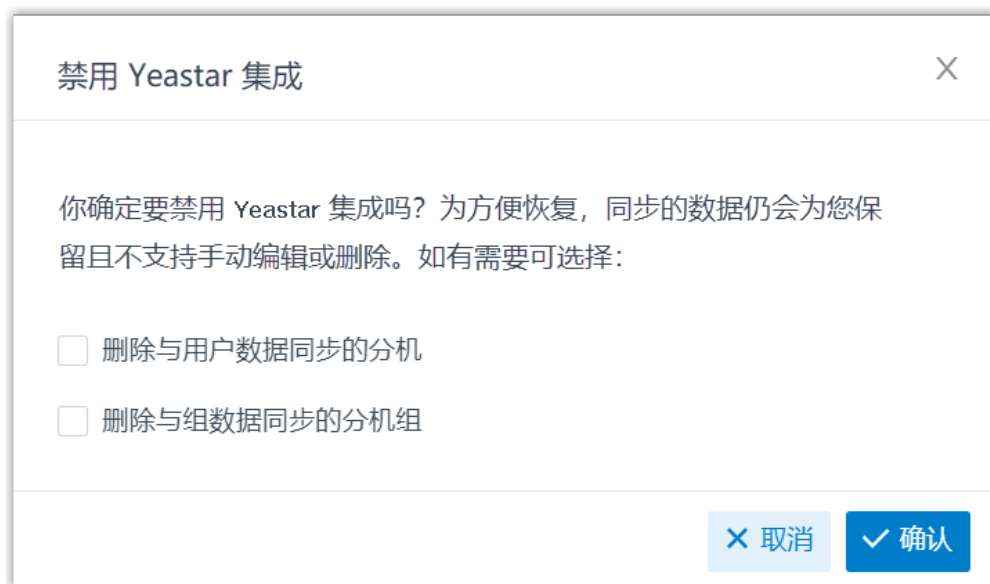 禁用 Yeastar 集成
你确定要禁用 Yeastar 集成吗？为方便恢复，同步的数据仍会为您保
留且不支持手动编辑或删除。如有需要可选择：
删除与用户数据同步的分机
删除与组数据同步的分机组
取消 确认